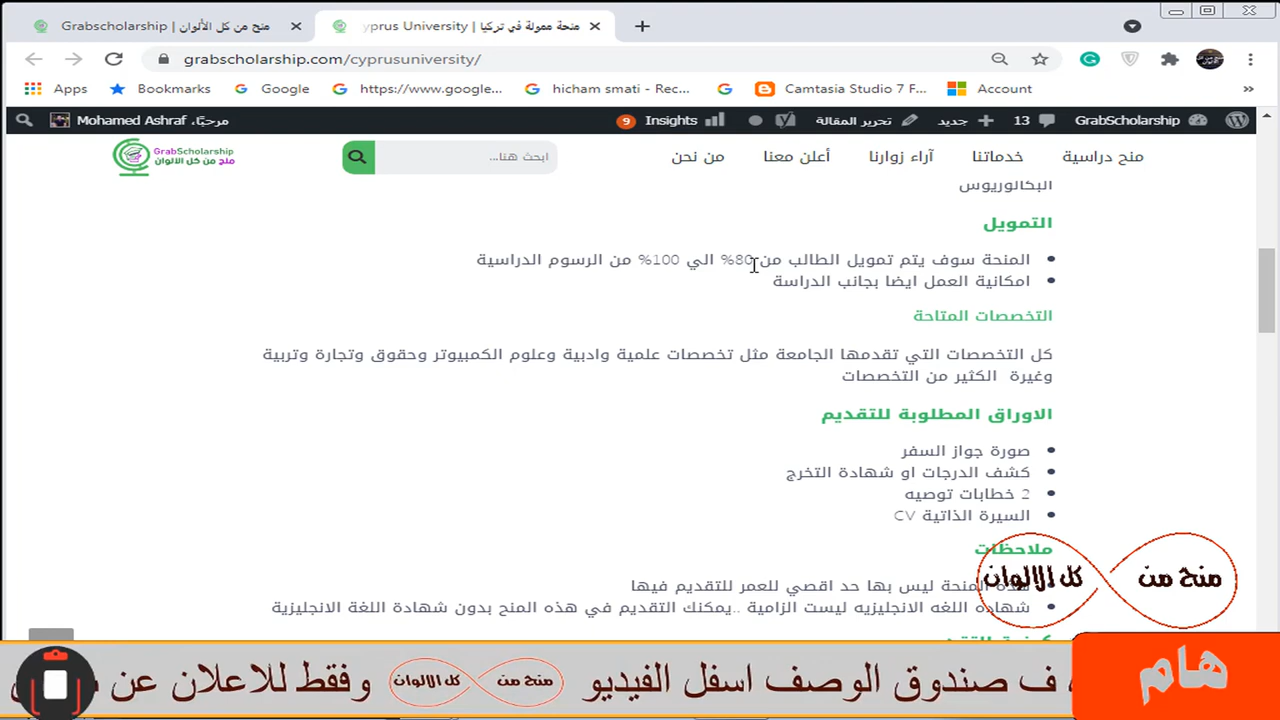 Grabscholarship | منح من كل الألوان
yprus University | منحة ممولة في تركيا
grabscholarship.com/cyprusuniversity/
Apps
Bookmarks
Google
https://www.google...
hicham smati - Rec...
Camtasia Studio 7 F...
Account
»
GrabScholarship
13
جديد
تحرير المقالة
Insights
9
مرحبًا، Mohamed Ashraf
منح دراسية
خدماتنا
آراء زوارنا
أعلن معنا
من نحن
ابحث هنا...
GrabScholarship
منح من كل الالوان
البكالوريوس
التمويل
المنحة سوف يتم تمويل الطالب من 80% الي 100% من الرسوم الدراسية
امكانية العمل ايضا بجانب الدراسة
التخصصات المتاحة
كل التخصصات التي تقدمها الجامعة مثل تخصصات علمية وادبية وعلوم الكمبيوتر وحقوق وتجارة وتربية
وغيرة الكثير من التخصصات
الاوراق المطلوبة للتقديم
صورة جواز السفر
كشف الدرجات او شهادة التخرج
2 خطابات توصيه
السيرة الذاتية CV
ملاحظات
المنحة ليس بها حد اقصي للعمر للتقديم فيها
شهاده اللغه الانجليزيه ليست الزامية ..يمكنك التقديم في هذه المنح بدون شهادة اللغة الانجليزية
منح من كل الالوان
هام
ف صندوق الوصف اسفل الفيديو
منح من كل الالوان
وفقط للاعلان عن